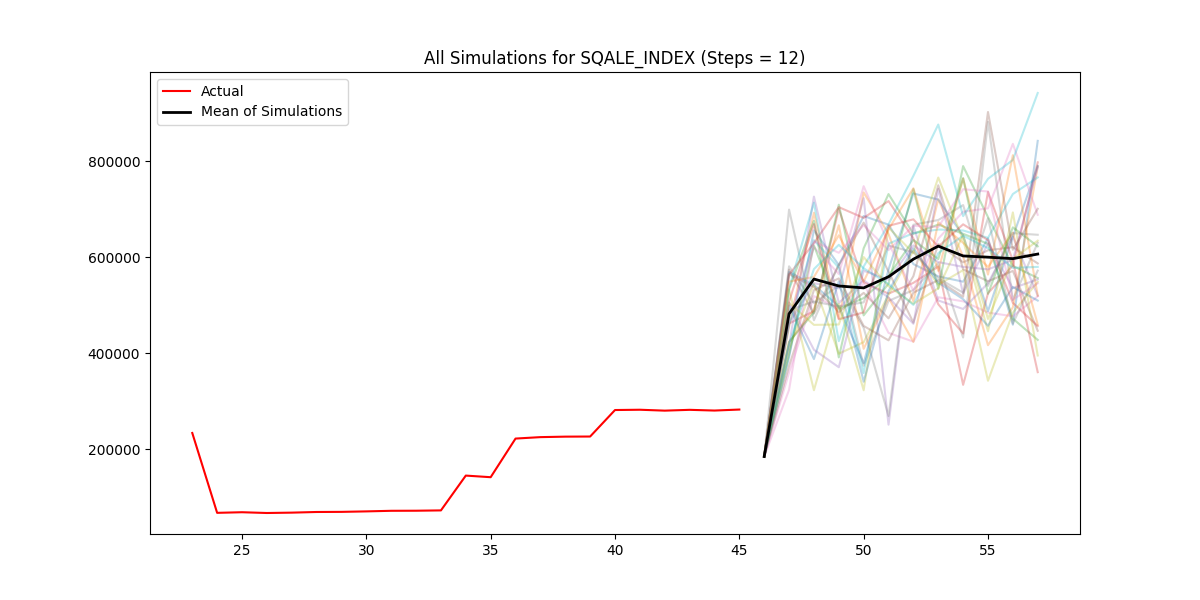 All Simulations for SQALE_INDEX (Steps = 12)
Actual
Mean of Simulations
800000
600000
400000
200000
25 30 35 40 45 50 55